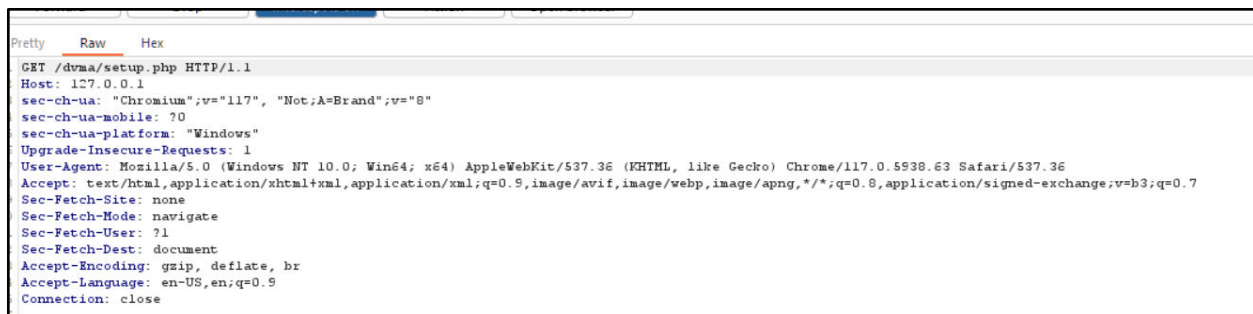 Pretty Raw Hex
GET /dvma/setup.php HTTP/1.1
Host: 127.0.0.1
sec-ch-ua: "Chromium";v="117", "Not;A=Brand";v="8"
sec-ch-ua-mobile: ?0
sec-ch-ua-platform: "Windows"
Upgrade-Insecure-Requests: 1
User-Agent: Mozilla/5.0 (Windows NT 10.0; Win64; x64) AppleWebKit/537.36 (KHTML, like Gecko) Chrome/117.0.5938.63 Safari/537.36
Accept: text/html,application/xhtml+xml,application/xml;q=0.9,image/avif,image/webp,image/apng,*/*;q=0.8,application/signed-exchange;v=b3;q=0.7
Sec-Fetch-Site: none
Sec-Fetch-Mode: navigate
Sec-Fetch-User: ?1
Sec-Fetch-Dest: document
Accept-Encoding: gzip, deflate, br
Accept-Language: en-US,en;q=0.9
Connection: close